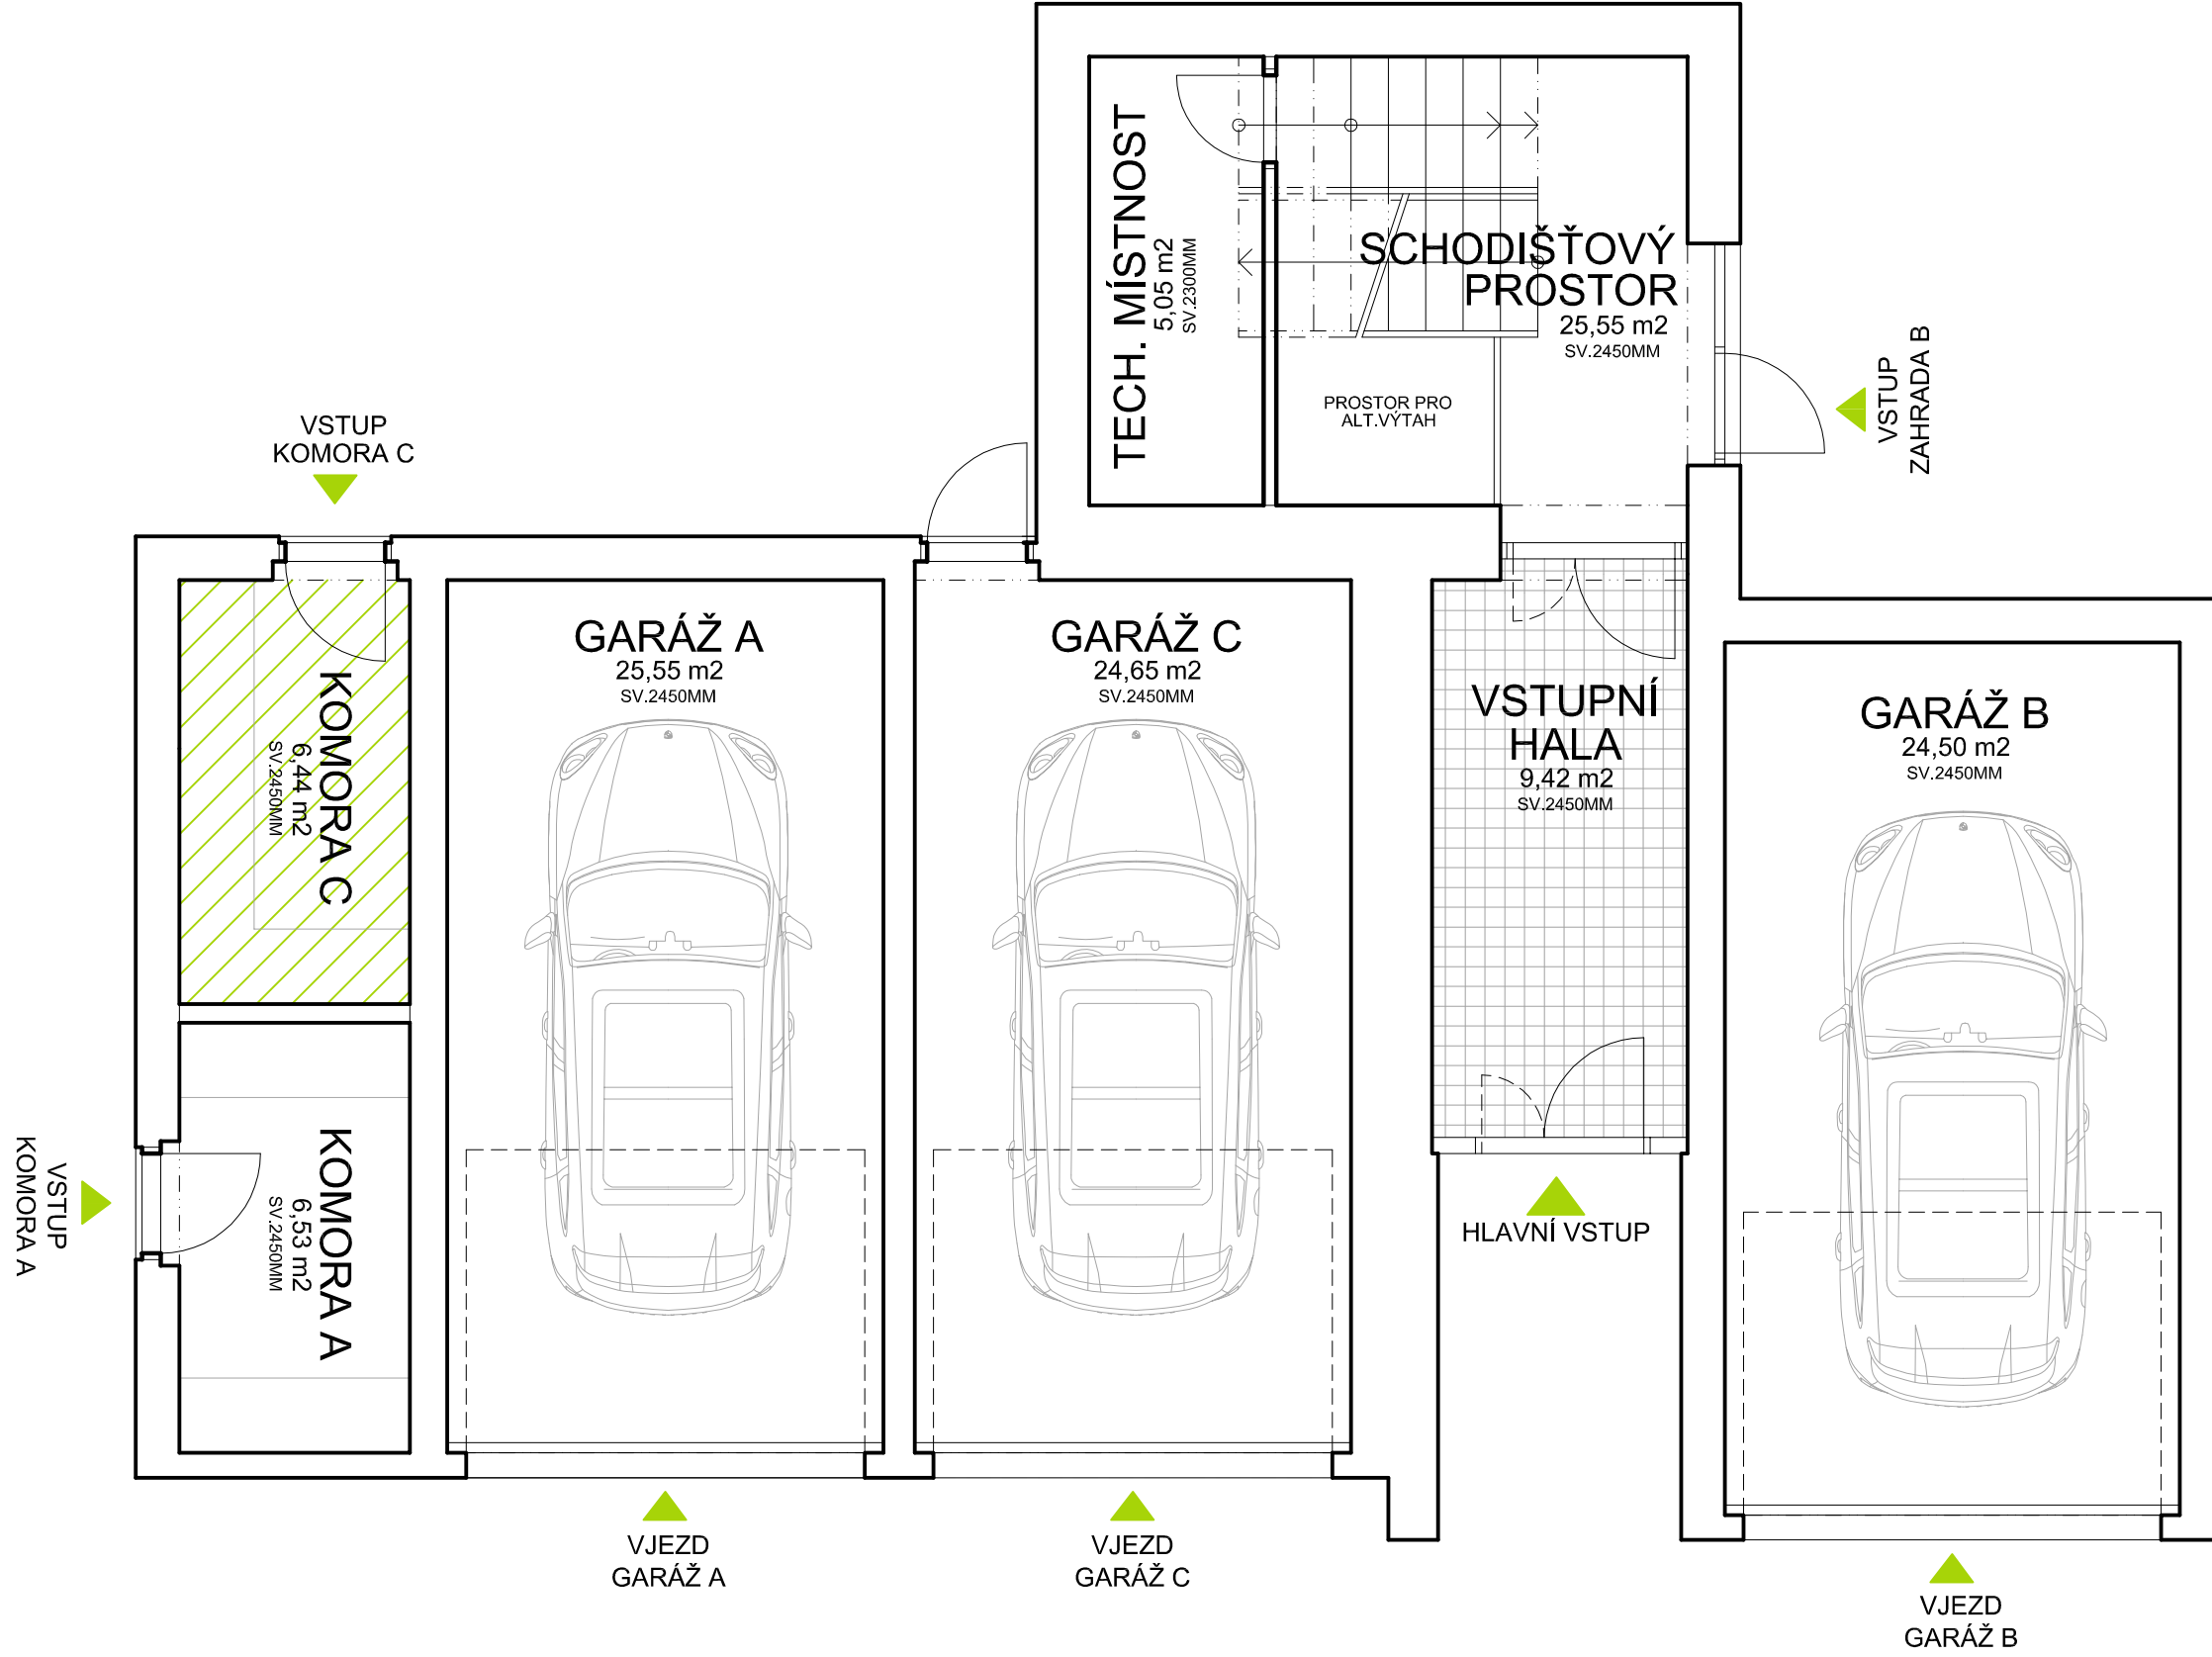 TECH. MÍSTNOST
5,05 m2
SV.2300MM
SCHODIŠŤOVÝ
PROSTOR
25,55 m2
SV.2450MM
PROSTOR PRO
ALT.VÝTAH
VSTUP
ZAHRADA B
VSTUP
KOMORA C
KOMORA C
6,44 m2
SV.2450MM
GARÁŽ A
25,55 m2
SV.2450MM
GARÁŽ C
24,65 m2
SV.2450MM
VSTUPNÍ
HALA
9,42 m2
SV.2450MM
GARÁŽ B
24,50 m2
SV.2450MM
VSTUP
KOMORA A
KOMORA A
6,53 m2
SV.2450MM
HLAVNÍ VSTUP
VJEZD
GARÁŽ A
VJEZD
GARÁŽ C
VJEZD
GARÁŽ B